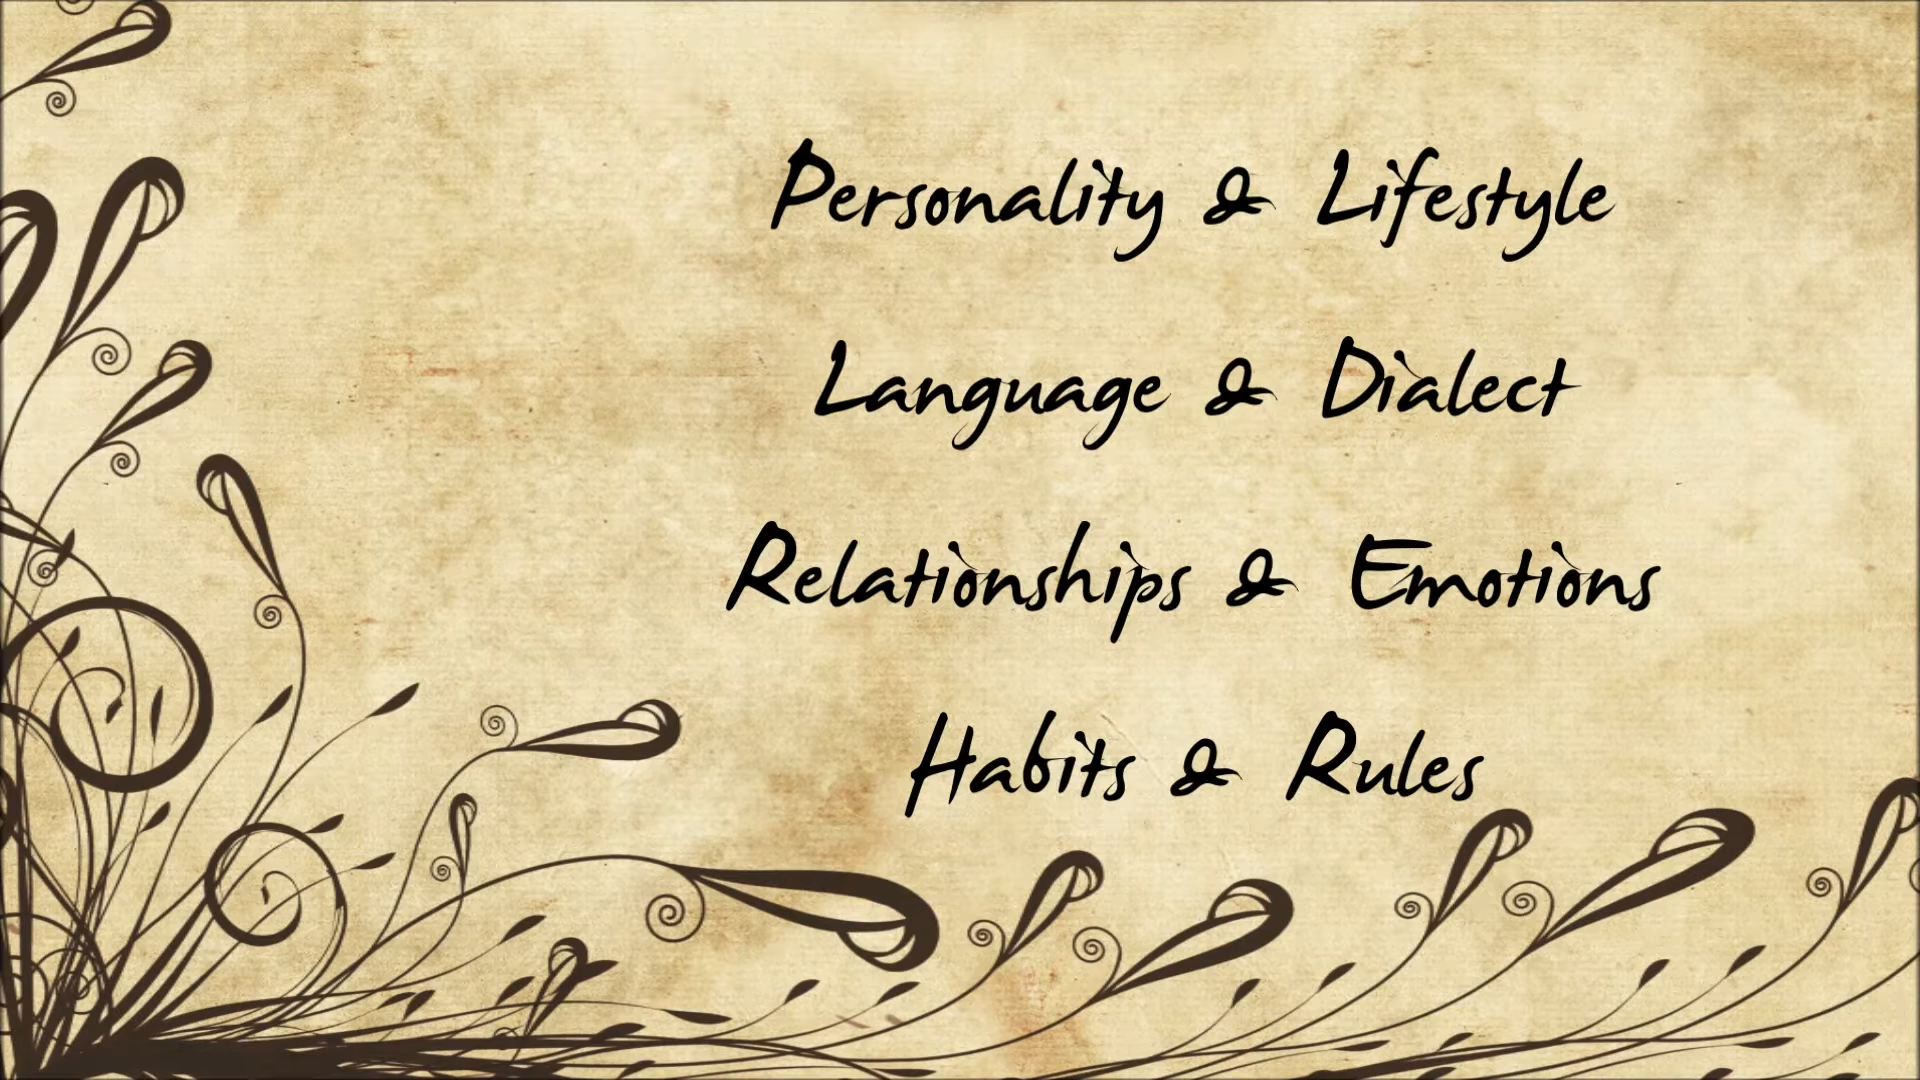 Personality & Lifestyle
Language & Dialect
Relationships & Emotions
Habits & Rules